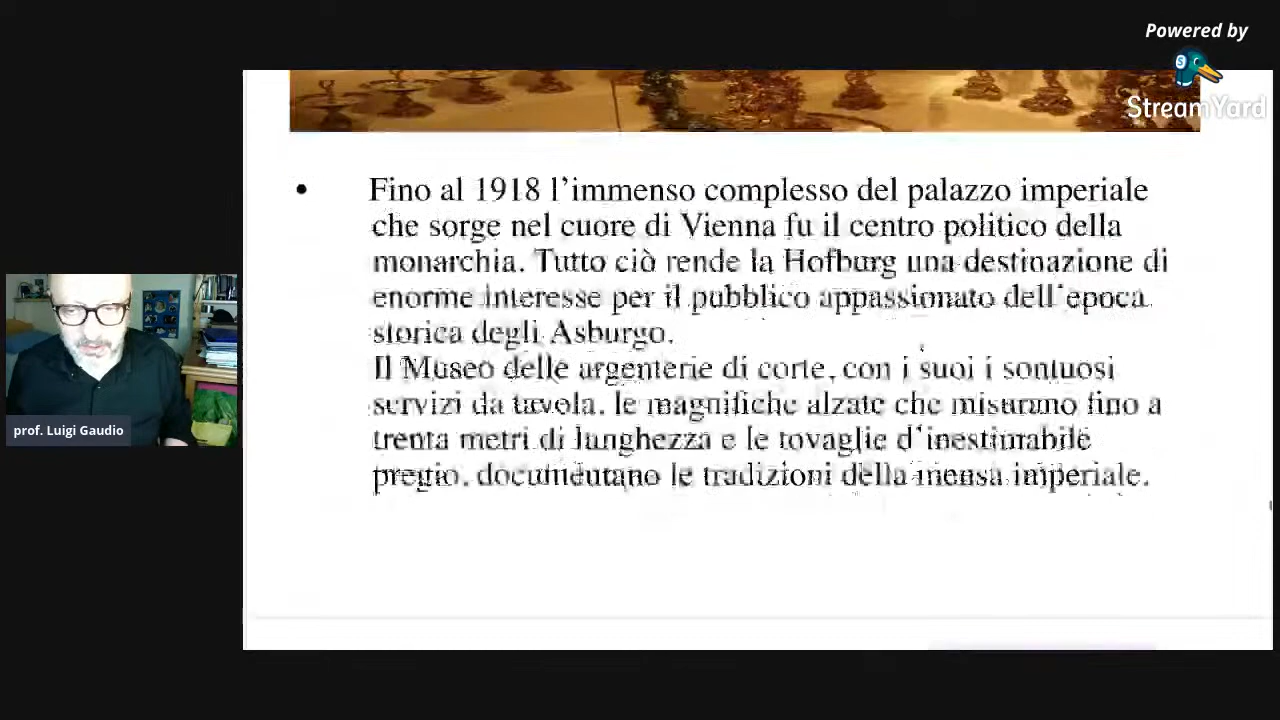 Powered by
StreamYard
• Fino al 1918 l'immenso complesso del palazzo imperiale
che sorge nel cuore di Vienna fu il centro politico della
monarchia. Tutto ciò rende la Hofburg una destinazione di
enorme interesse per il pubblico appassionato dell'epoca
storica degli Asburgo.
Il Museo delle argenterie di corte, con i suoi i sontuosi
servizi da tavola, le magnifiche alzate che misurano fino a
trenta metri di lunghezza e le tovaglie d'inestimabile
pregio, documentano le tradizioni della mensa imperiale.
prof. Luigi Gaudio